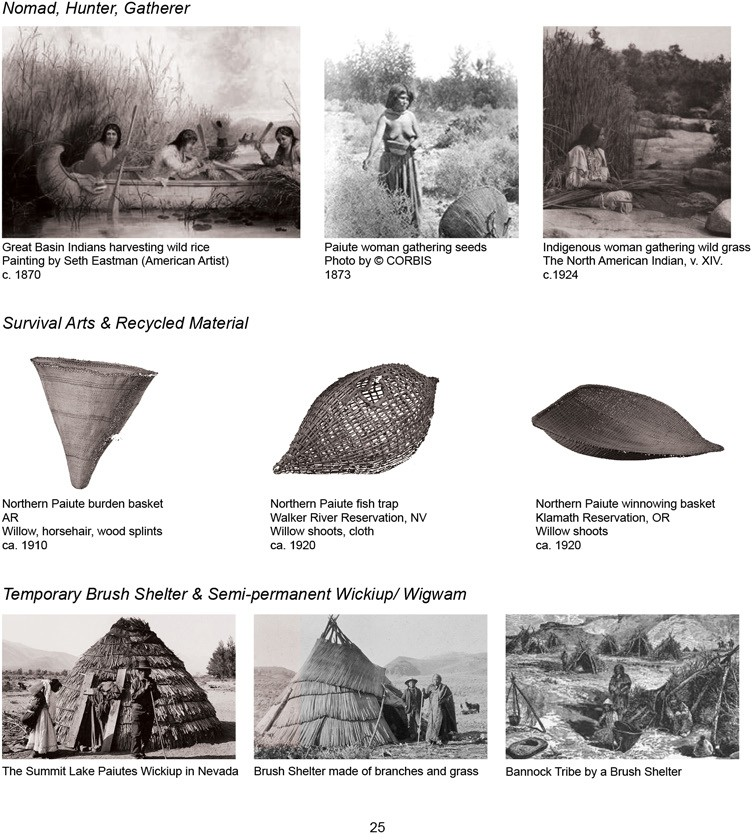 Nomad, Hunter, Gatherer
Great Basin Indians harvesting wild rice
Painting by Seth Eastman (American Artist)
c. 1870
Paiute woman gathering seeds
Photo by © CORBIS
1873
Indigenous woman gathering wild grass
The North American Indian, v. XIV.
c.1924
Survival Arts & Recycled Material
Northern Paiute burden basket
AR
Willow, horsehair, wood splints
ca. 1910
Northern Paiute fish trap
Walker River Reservation, NV
Willow shoots, cloth
ca. 1920
Northern Paiute winnowing basket
Klamath Reservation, OR
Willow shoots
ca. 1920
Temporary Brush Shelter & Semi-permanent Wickiup/ Wigwam
The Summit Lake Paiutes Wickiup in Nevada
Brush Shelter made of branches and grass
Bannock Tribe by a Brush Shelter
25